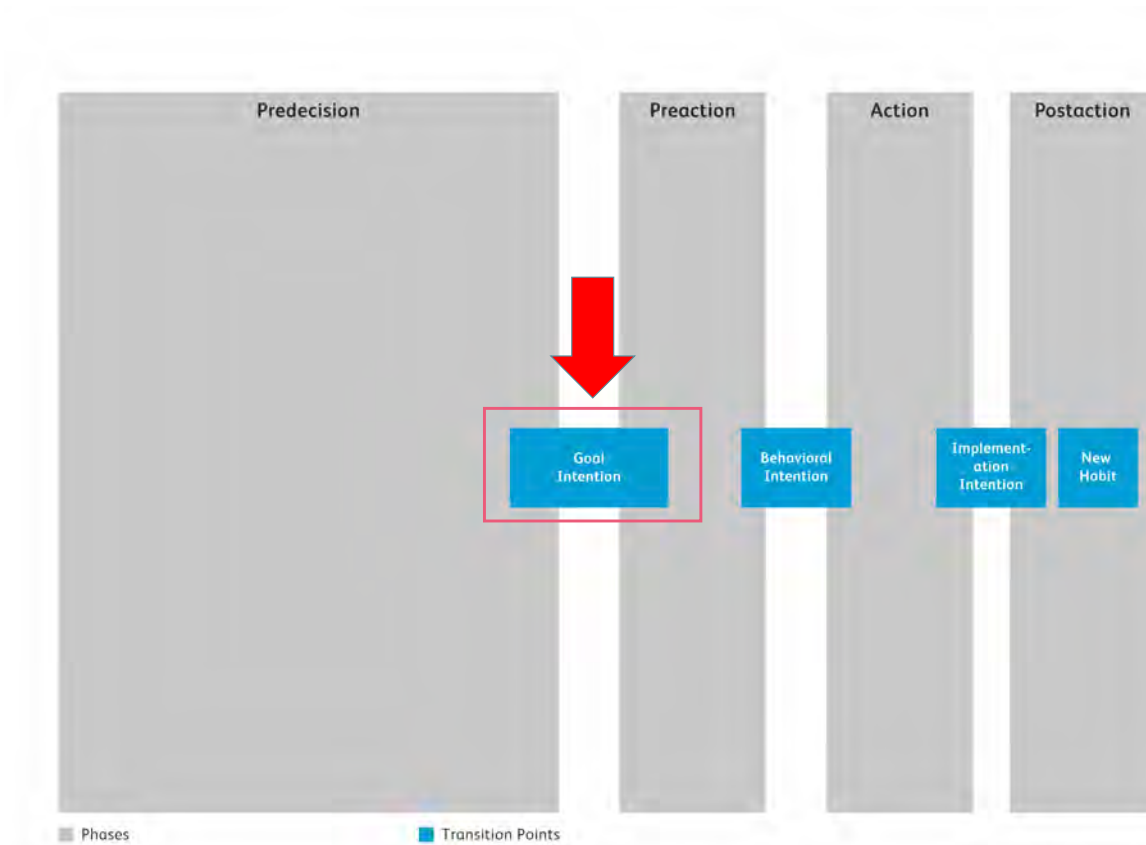 Predecision
Preaction
Action
Postaction
Goal
Intention
Behavioral
Intention
Implement-
ation
Intention
New
Habit
Phases
Transition Points